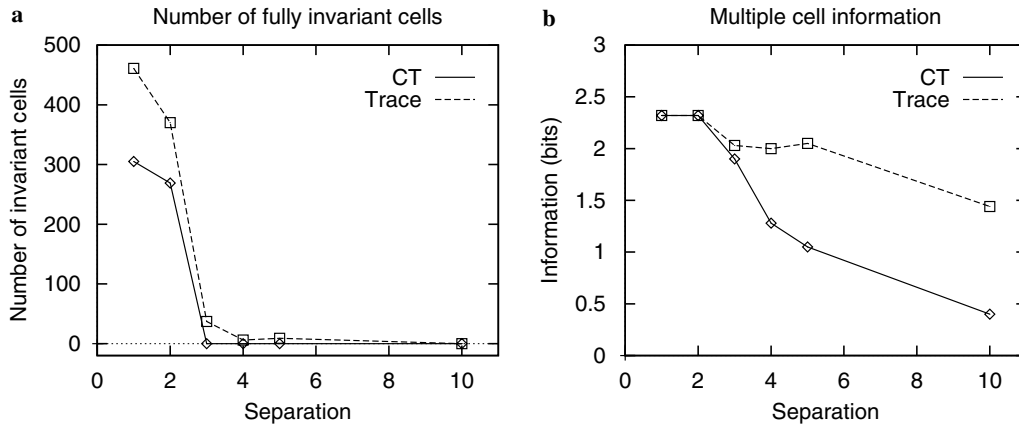 a
Number of fully invariant cells
500
400
300
200
100
0
0 2 4 6 8 10
Number of invariant cells
Separation
CT
Trace
b
Multiple cell information
3
2.5
2
1.5
1
0.5
0
0 2 4 6 8 10
Information (bits)
Separation
CT
Trace